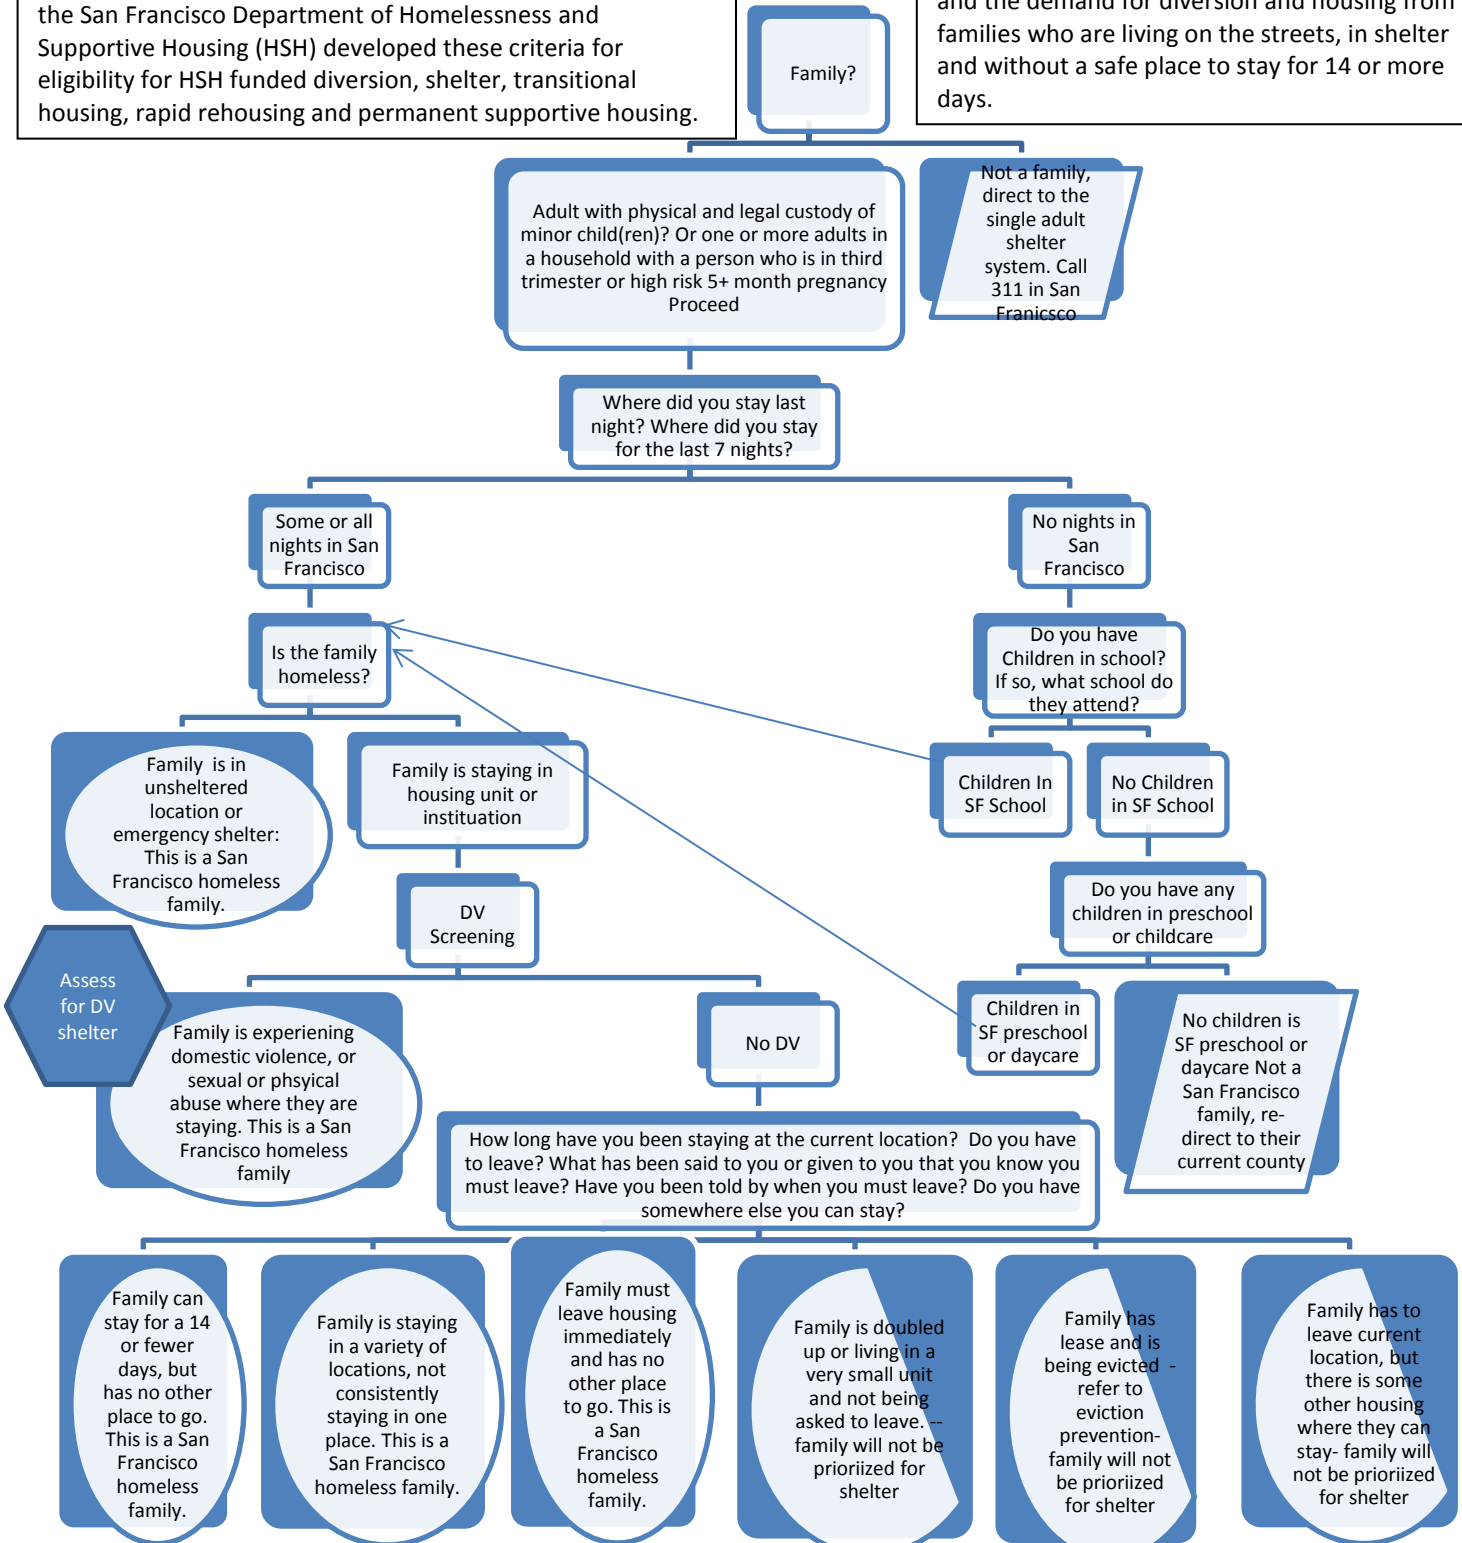 the San Francisco Department of Homelessness and
Supportive Housing (HSH) developed these criteria for
eligibility for HSH funded diversion, shelter, transitional
housing, rapid rehousing and permanent supportive housing.
and the demand for diversion and housing from
families who are living on the streets, in shelter
and without a safe place to stay for 14 or more
days.
Family?
Adult with physical and legal custody of
minor child(ren)? Or one or more adults in
a household with a person who is in third
trimester or high risk 5+ month pregnancy
Proceed
Not a family,
direct to the
single adult
shelter
system. Call
311 in San
Franicsco
Where did you stay last
night? Where did you stay
for the last 7 nights?
Some or all
nights in San
Francisco
No nights in
San
Francisco
Is the family
homeless?
Do you have
Children in school?
If so, what school do
they attend?
Family  is in
unsheltered
location or
emergency shelter:
This is a San
Francisco homeless
family.
Family is staying in
housing unit or
instituation
Children In
SF School
No Children
in SF School
DV
Screening
Do you have any
children in preschool
or childcare
Assess
for DV
shelter
Family is experiening
domestic violence, or
sexual or phsyical
abuse where they are
staying. This is a San
Francisco homeless
family
No DV
Children in
SF preschool
or daycare
No children is
SF preschool or
daycare Not a
San Francisco
family, re-
direct to their
current county
How long have you been staying at the current location?  Do you have
to leave? What has been said to you or given to you that you know you
must leave? Have you been told by when you must leave? Do you have
somewhere else you can stay?
Family can
stay for a 14
or fewer
days, but
has no other
place to go.
This is a San
Francisco
homeless
family.
Family is staying
in a variety of
locations, not
consistently
staying in one
place. This is a
San Francisco
homeless family.
Family must
leave housing
immediately
and has no
other place
to go. This is
a San
Francisco
homeless
family.
Family is doubled
up or living in a
very small unit
and not being
asked to leave. --
family will not be
prioriized for
shelter
Family has
lease and is
being evicted  -
refer to
eviction
prevention-
family will not
be prioriized
for shelter
Family has to
leave current
location, but
there is some
other housing
where they can
stay- family will
not be prioriized
for shelter